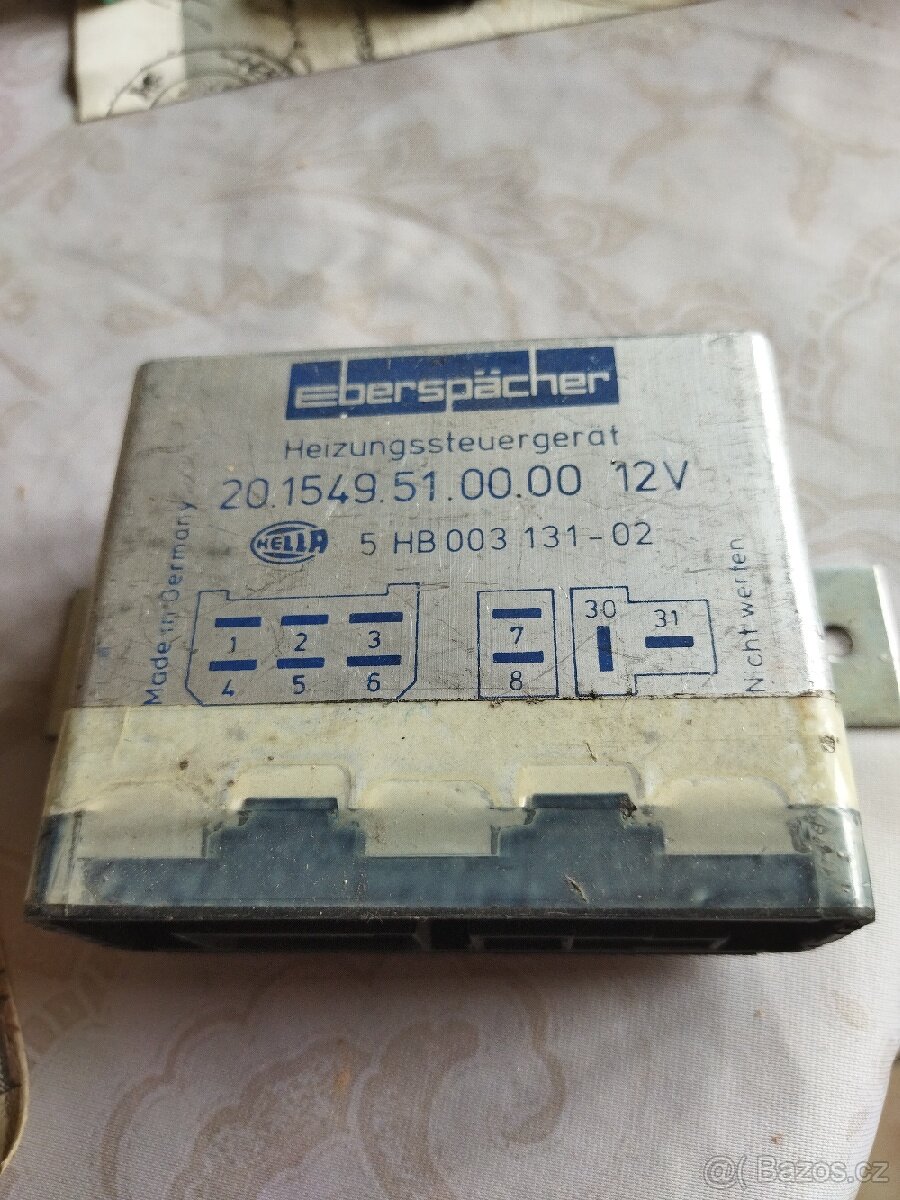 Eberspächer
Heizungssteuergerät
20.1549.51.00.00 12V
HELLA 5 HB 003 131-02
Made in Germany
1 2 3
4 5 6
7
8
30 31
Nicht werfen
@( Bazos.cz